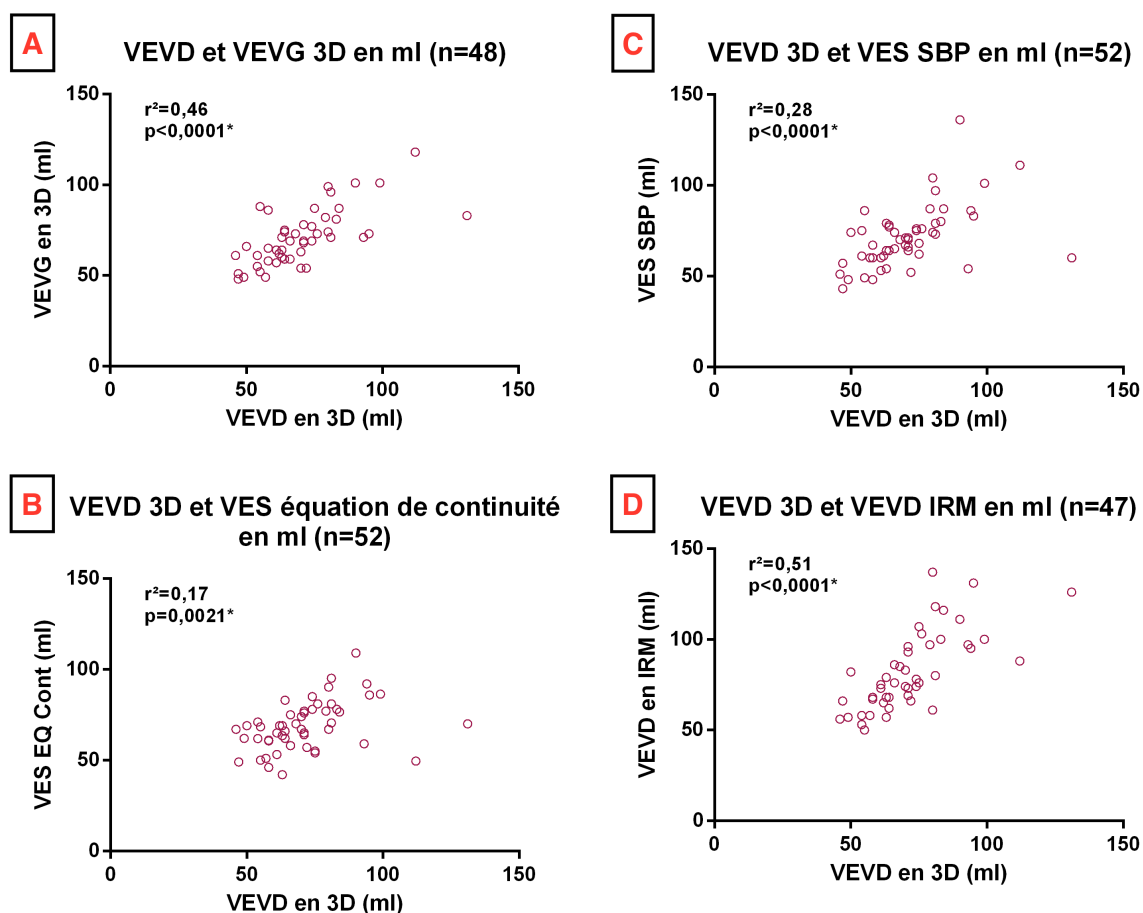 A
VEVD et VEVG 3D en ml (n=48)
r²=0,46
p<0,0001*
150
100
50
0
VEVG en 3D (ml)
0 50 100 150
VEVD en 3D (ml)
C
VEVD 3D et VES SBP en ml (n=52)
r²=0,28
p<0,0001*
150
100
50
0
VES SBP (ml)
0 50 100 150
VEVD en 3D (ml)
B
VEVD 3D et VES équation de continuité
en ml (n=52)
r²=0,17
p=0,0021*
150
100
50
0
VES EQ Cont (ml)
0 50 100 150
VEVD en 3D (ml)
D
VEVD 3D et VEVD IRM en ml (n=47)
r²=0,51
p<0,0001*
150
100
50
0
VEVD en IRM (ml)
0 50 100 150
VEVD en 3D (ml)